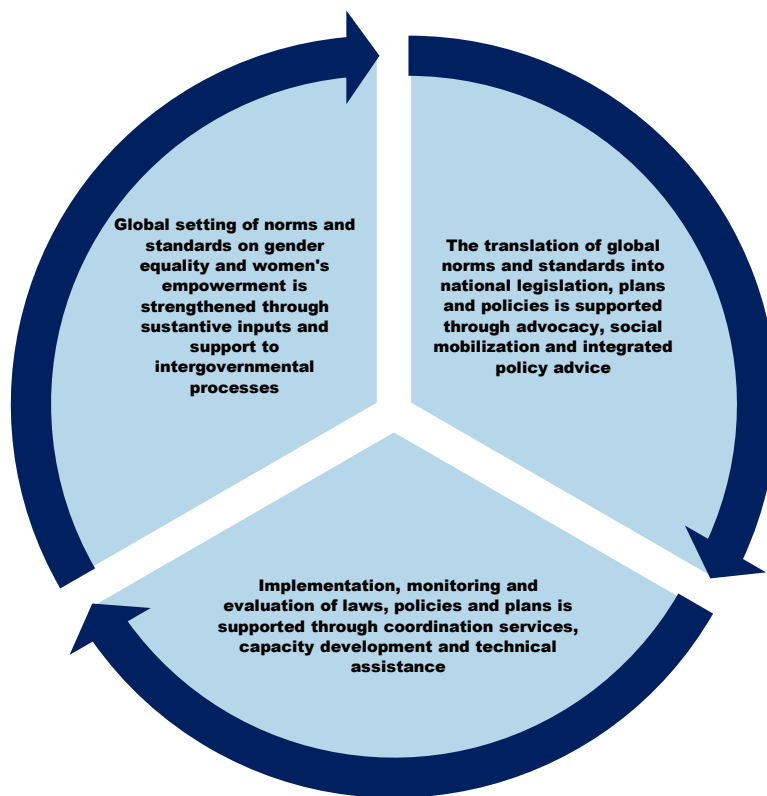 Global setting of norms and
standards on gender
equality and women's
empowerment is
strengthened through
sustantive inputs and
support to
intergovernmental
processes
The translation of global
norms and standards into
national legislation, plans
and policies is supported
through advocacy, social
mobilization and integrated
policy advice
Implementation, monitoring and
evaluation of laws, policies and plans is
supported through coordination services,
capacity development and technical
assistance